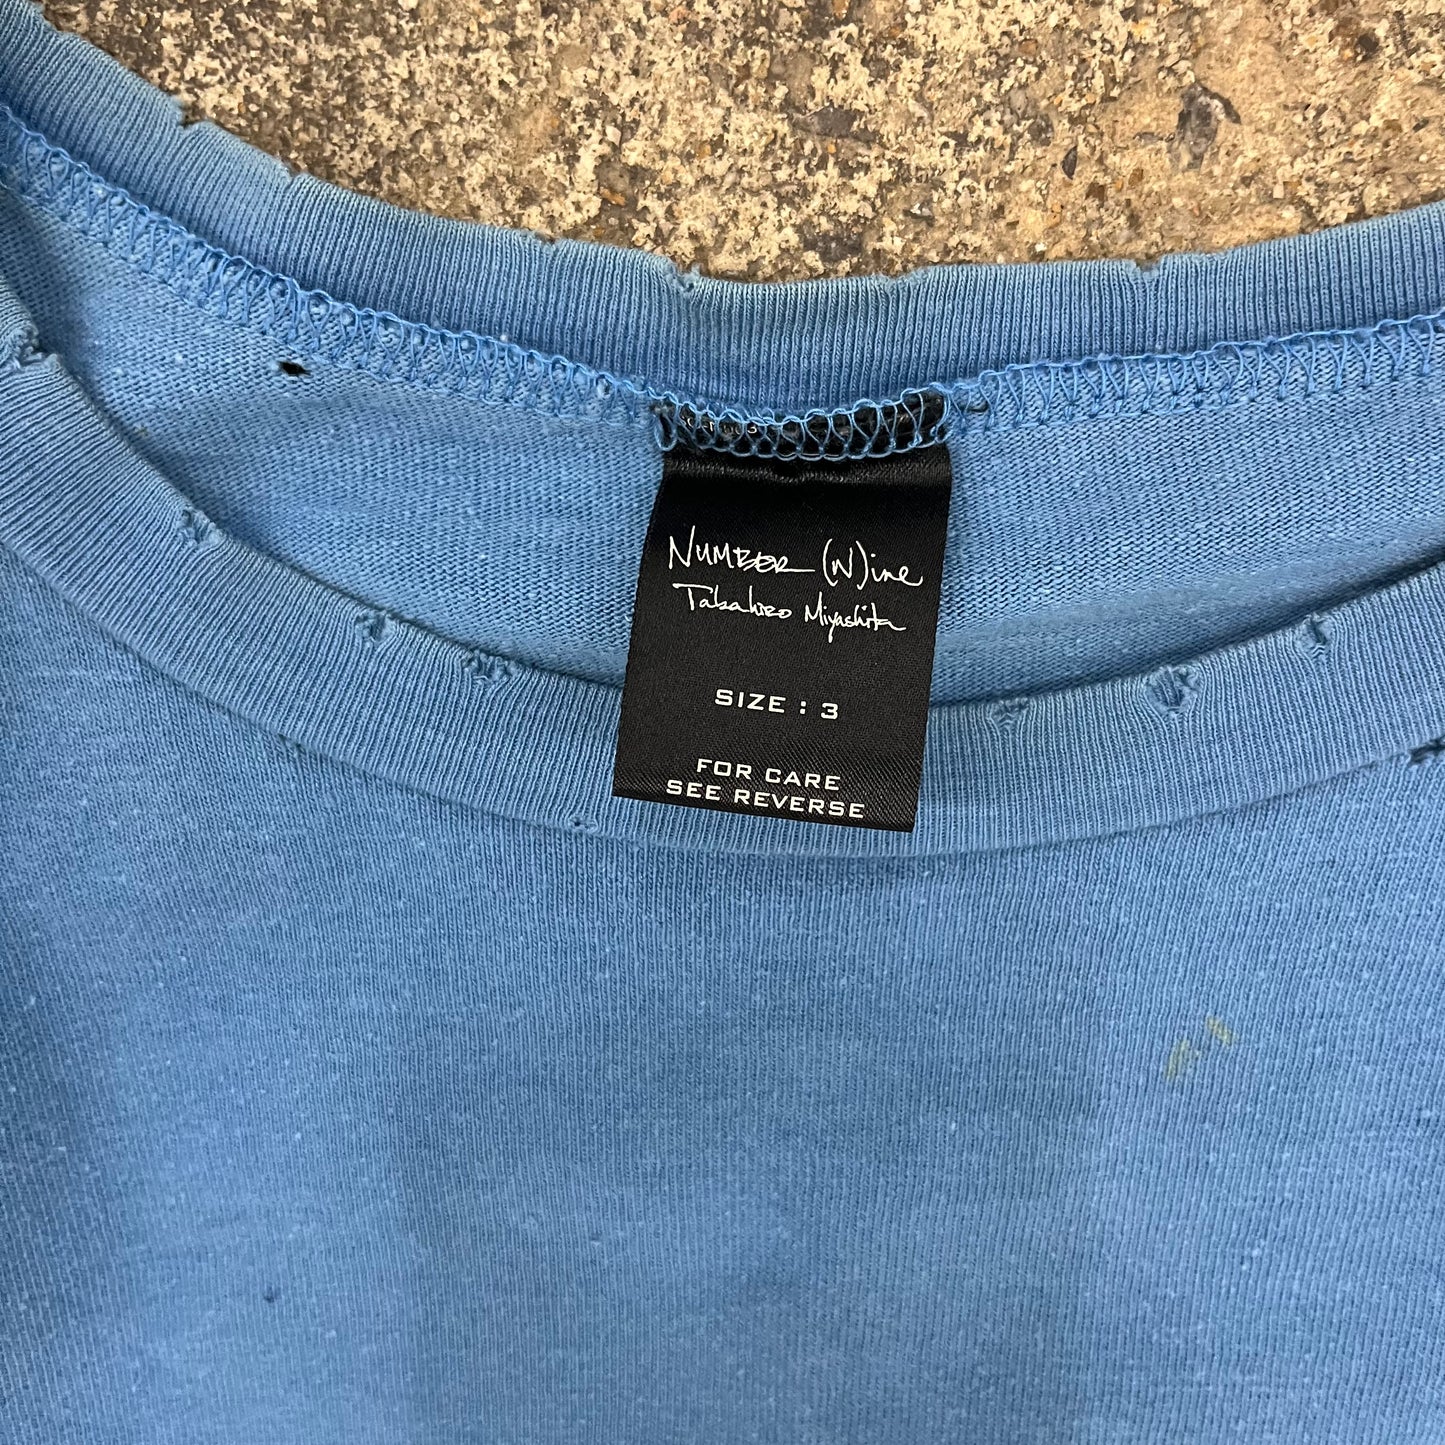 NUMBER (N)ine
Takahiro Miyashita
SIZE : 3
FOR CARE
SEE REVERSE